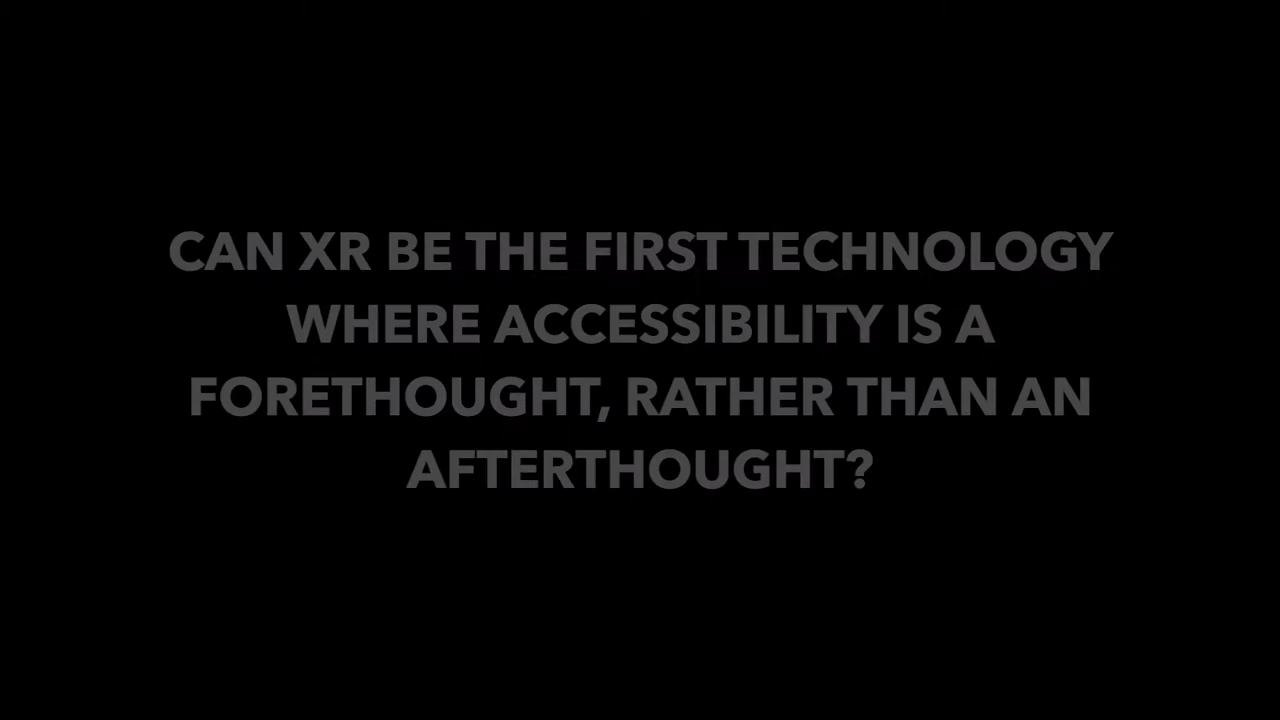 CAN XR BE THE FIRST TECHNOLOGY
WHERE ACCESSIBILITY IS A
FORETHOUGHT, RATHER THAN AN
AFTERTHOUGHT?